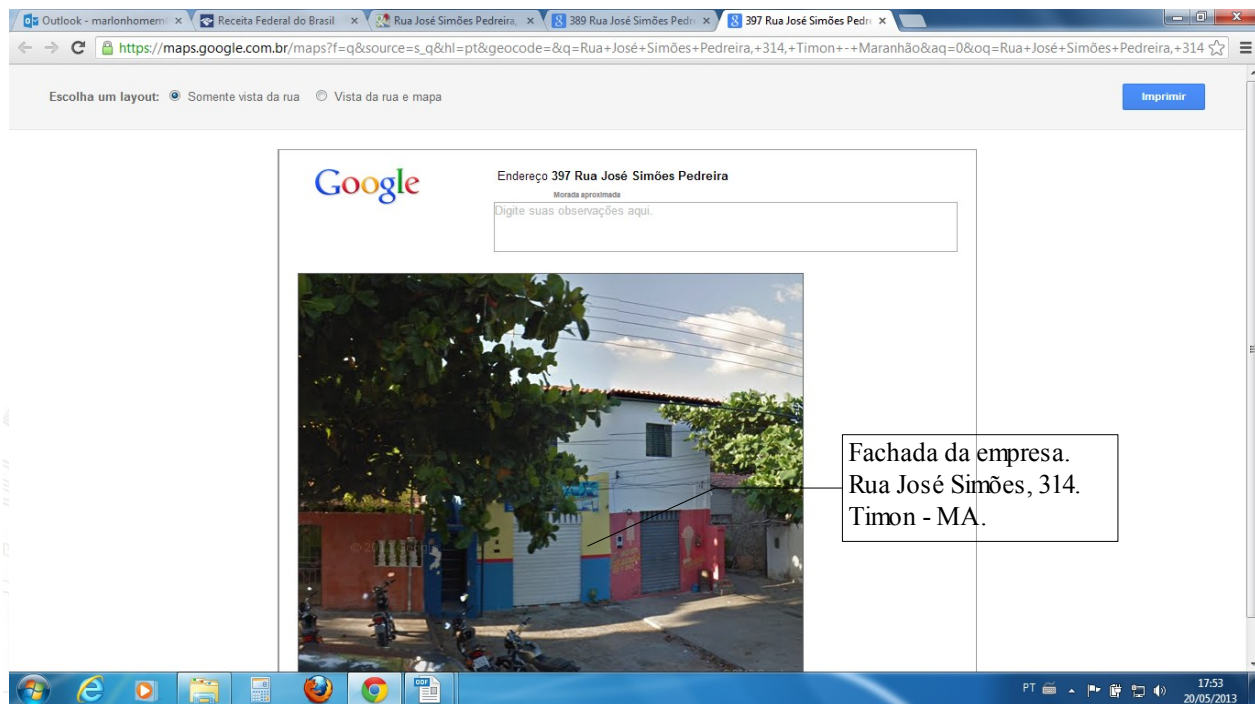 Outlook - marlonhomem
Receita Federal do Brasil
Rua José Simões Pedreira,
389 Rua José Simões Pedr
397 Rua José Simões Pedr
https://maps.google.com.br/maps?f=q&source=s_q&hl=pt&geocode=&q=Rua+José+Simões+Pedreira,+314,+Timon+-+Maranhão&aq=0&oq=Rua+José+Simões+Pedreira,+314
Escolha um layout: Somente vista da rua Vista da rua e mapa
Imprimir
Google
Endereço 397 Rua José Simões Pedreira
Morada aproximada
Digite suas observações aqui.
Fachada da empresa.
Rua José Simões, 314.
Timon - MA.
PT
17:53
20/05/2013